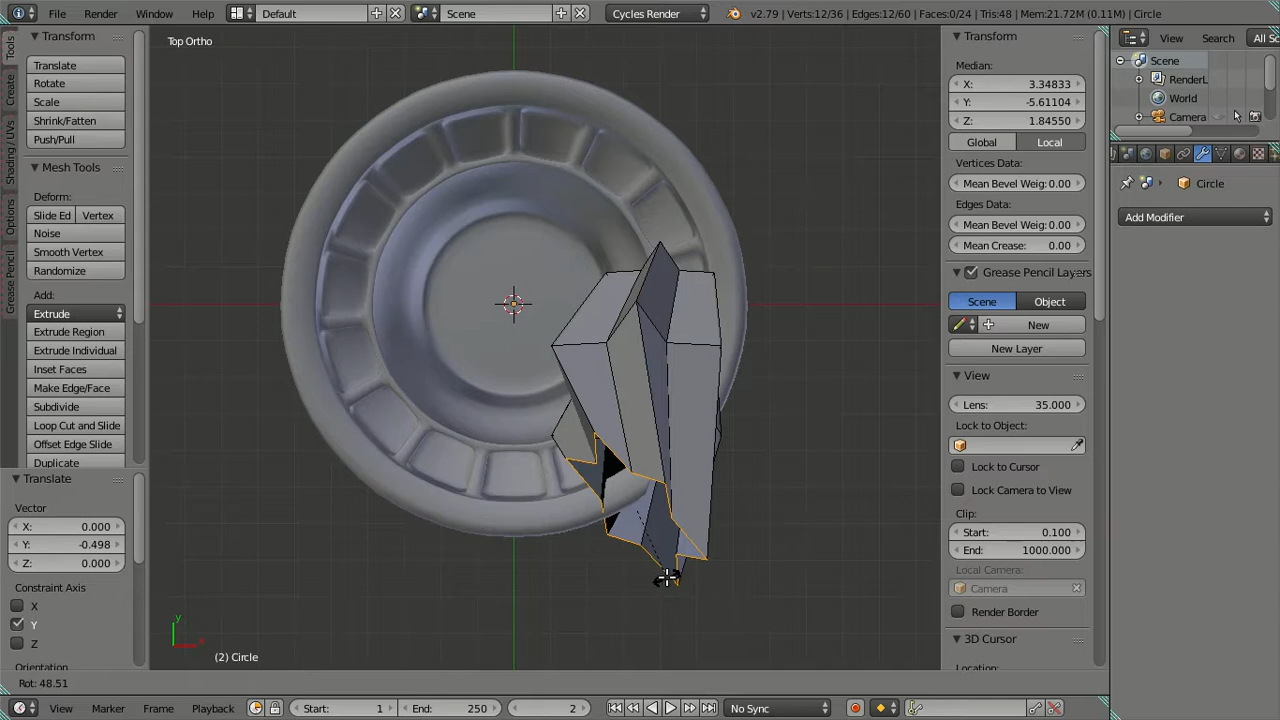 File Render Window Help Default Scene Cycles Render v2.79 | Verts:12/36 | Edges:12/60 | Faces:0/24 | Tris:48 | Mem:21.72M (0.11M) | Circle
Tools
Create
Shading / UVs
Options
Grease Pencil
Transform
Translate
Rotate
Scale
Shrink/Fatten
Push/Pull
Mesh Tools
Deform:
Slide Ed Vertex
Noise
Smooth Vertex
Randomize
Add:
Extrude
Extrude Region
Extrude Individual
Inset Faces
Make Edge/Face
Subdivide
Loop Cut and Slide
Offset Edge Slide
Duplicate
Translate
Vector
X: 0.000
Y: -0.498
Z: 0.000
Constraint Axis
X
Y
Z
Orientation
Top Ortho
y
x
(2) Circle
Transform
Median:
X: 3.34833
Y: -5.61104
Z: 1.84550
Global Local
Vertices Data:
Mean Bevel Weig: 0.00
Edges Data:
Mean Bevel Weig: 0.00
Mean Crease: 0.00
Grease Pencil Layers
Scene Object
New
New Layer
View
Lens: 35.000
Lock to Object:
Lock to Cursor
Lock Camera to View
Clip:
Start: 0.100
End: 1000.000
Local Camera:
Camera
Render Border
3D Cursor
Location:
View Search All Sc
Scene
RenderL
World
Camera
Circle
Add Modifier
Rot: 48.51
View Marker Frame Playback Start: 1 End: 250 2 No Sync